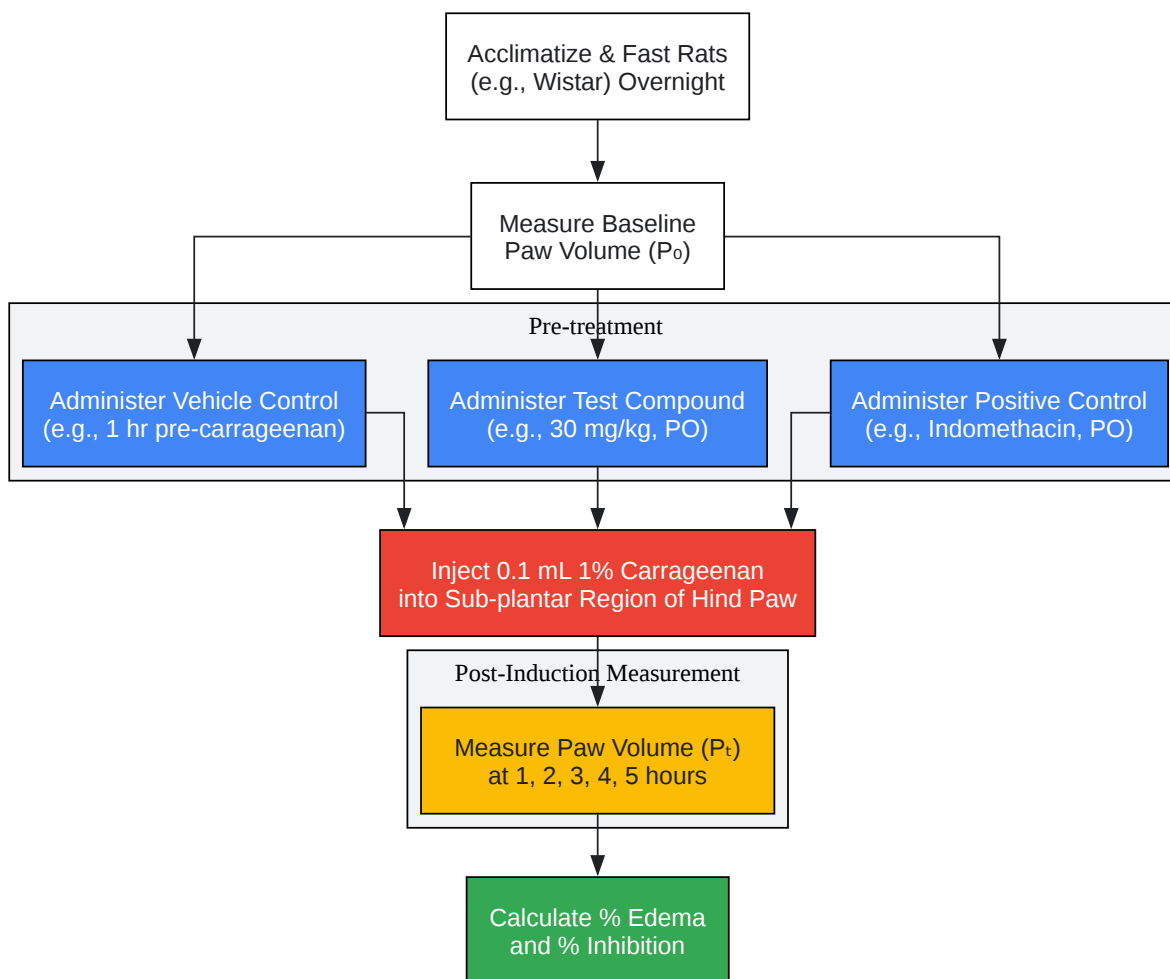 Acclimatize & Fast Rats
(e.g., Wistar) Overnight
Measure Baseline
Paw Volume (P₀)
Pre-treatment
Administer Vehicle Control
(e.g., 1 hr pre-carrageenan)
Administer Test Compound
(e.g., 30 mg/kg, PO)
Administer Positive Control
(e.g., Indomethacin, PO)
Inject 0.1 mL 1% Carrageenan
into Sub-plantar Region of Hind Paw
Post-Induction Measurement
Measure Paw Volume (Pₜ)
at 1, 2, 3, 4, 5 hours
Calculate % Edema
and % Inhibition